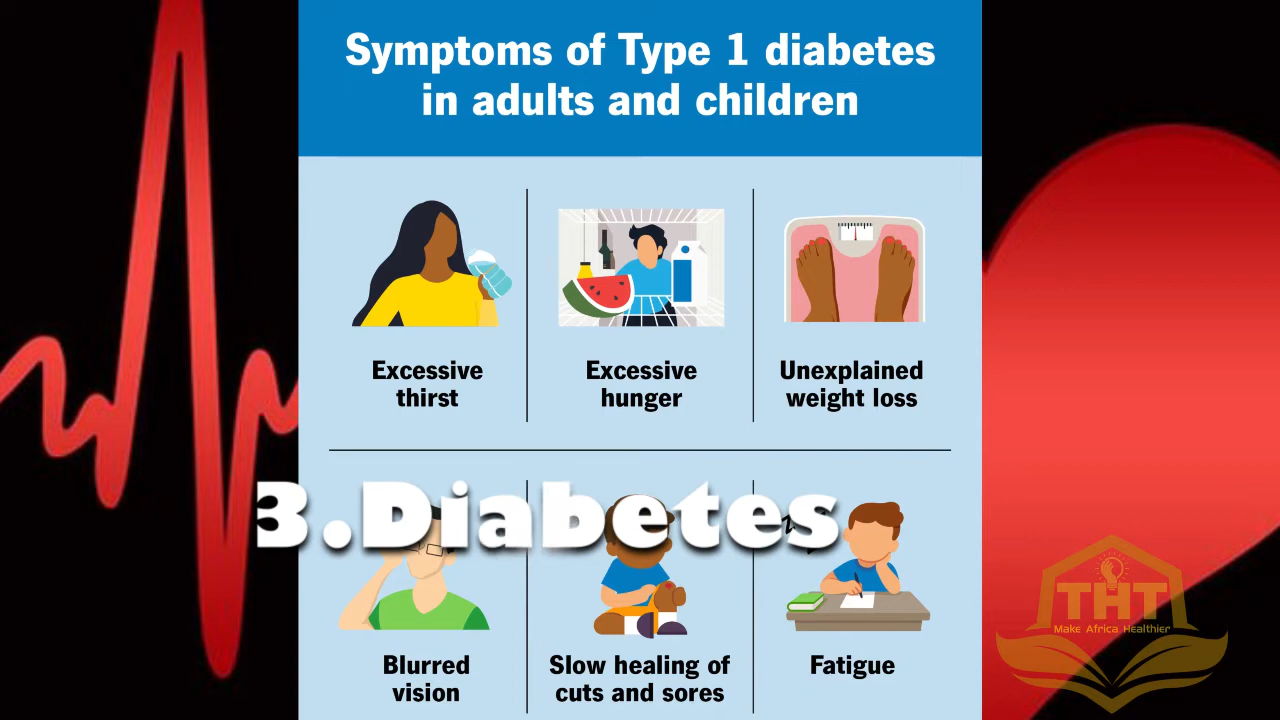 Symptoms of Type 1 diabetes
in adults and children
Excessive
thirst
Excessive
hunger
Unexplained
weight loss
3.Diabetes
Blurred
vision
Slow healing of
cuts and sores
Fatigue
THT
Make Africa Healthier